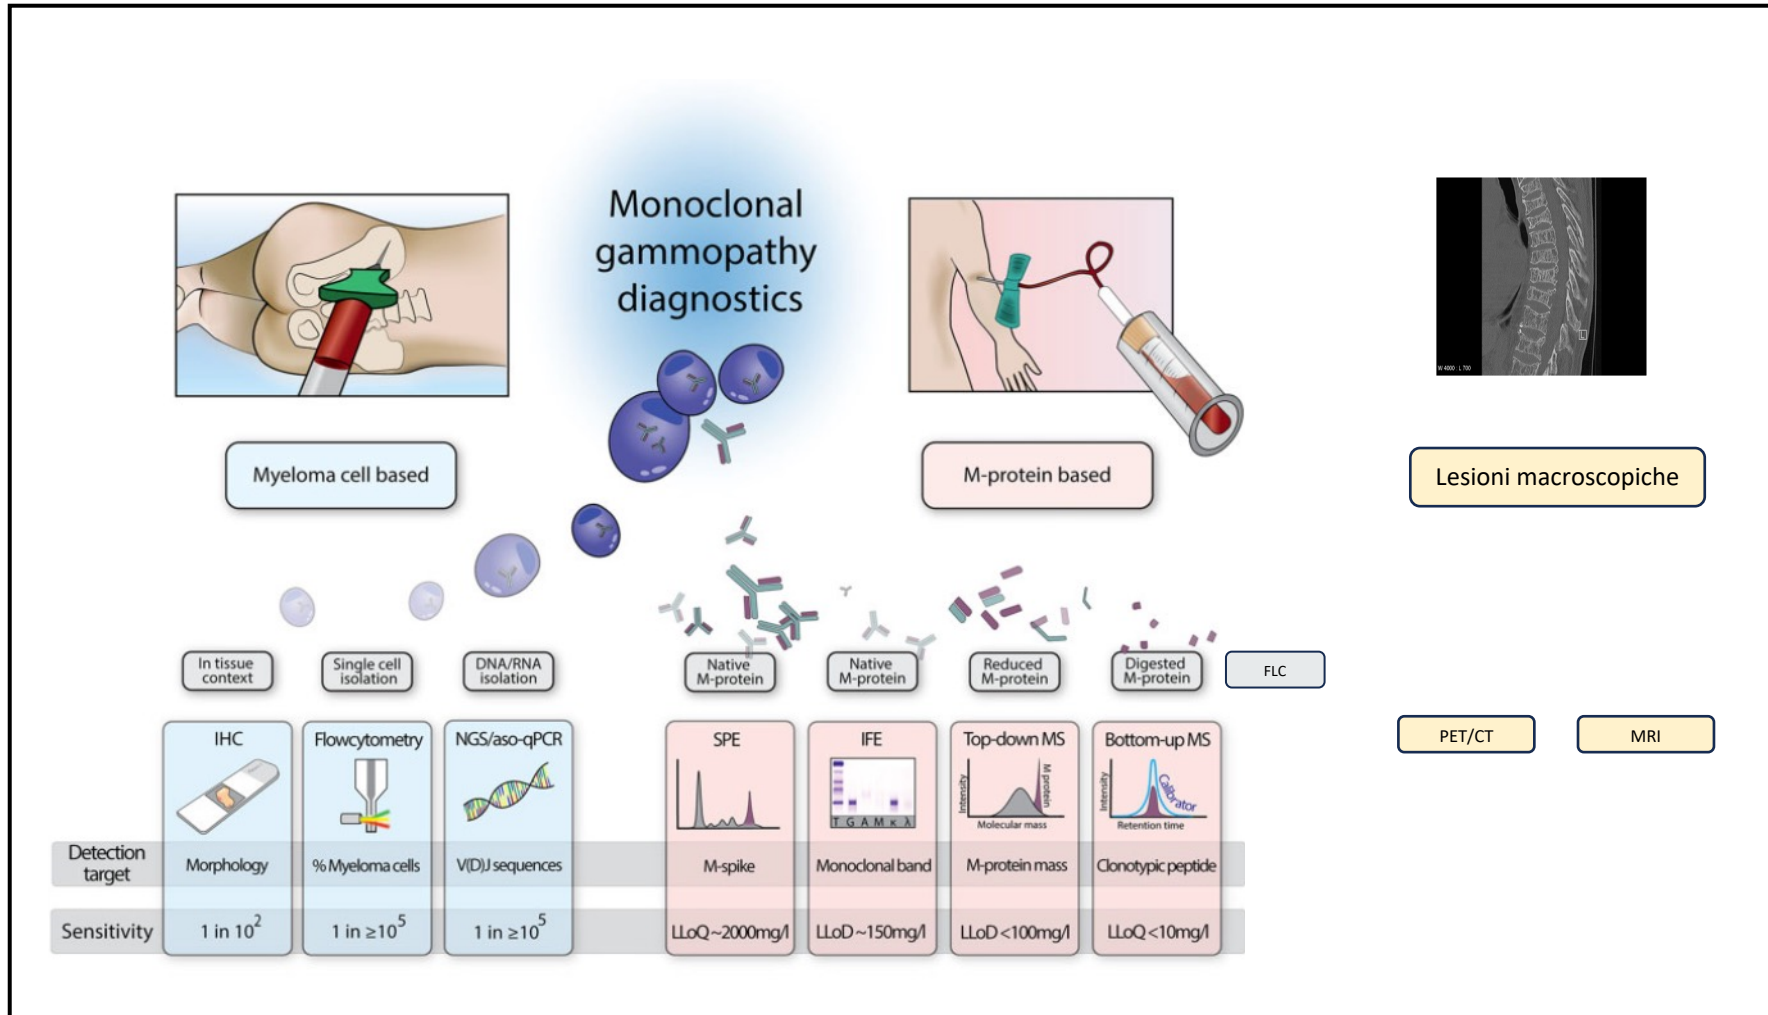 Monoclonal
gammopathy
diagnostics
W 4000 : L 700
L
Myeloma cell based
M-protein based
Lesioni macroscopiche
In tissue
context
Single cell
isolation
DNA/RNA
isolation
Native
M-protein
Native
M-protein
Reduced
M-protein
Digested
M-protein
FLC
PET/CT
MRI
IHC
Flowcytometry
NGS/aso-qPCR
SPE
IFE
T G A M κ λ
Top-down MS
Intensity
M protein
Molecular mass
Bottom-up MS
Intensity
Calibrator
Retention time
Detection
target
Morphology
% Myeloma cells
V(D)J sequences
M-spike
Monoclonal band
M-protein mass
Clonotypic peptide
Sensitivity
1 in 10²
1 in ≥10⁵
1 in ≥10⁵
LLoQ ~2000mg/l
LLoD ~150mg/l
LLoD <100mg/l
LLoQ <10mg/l